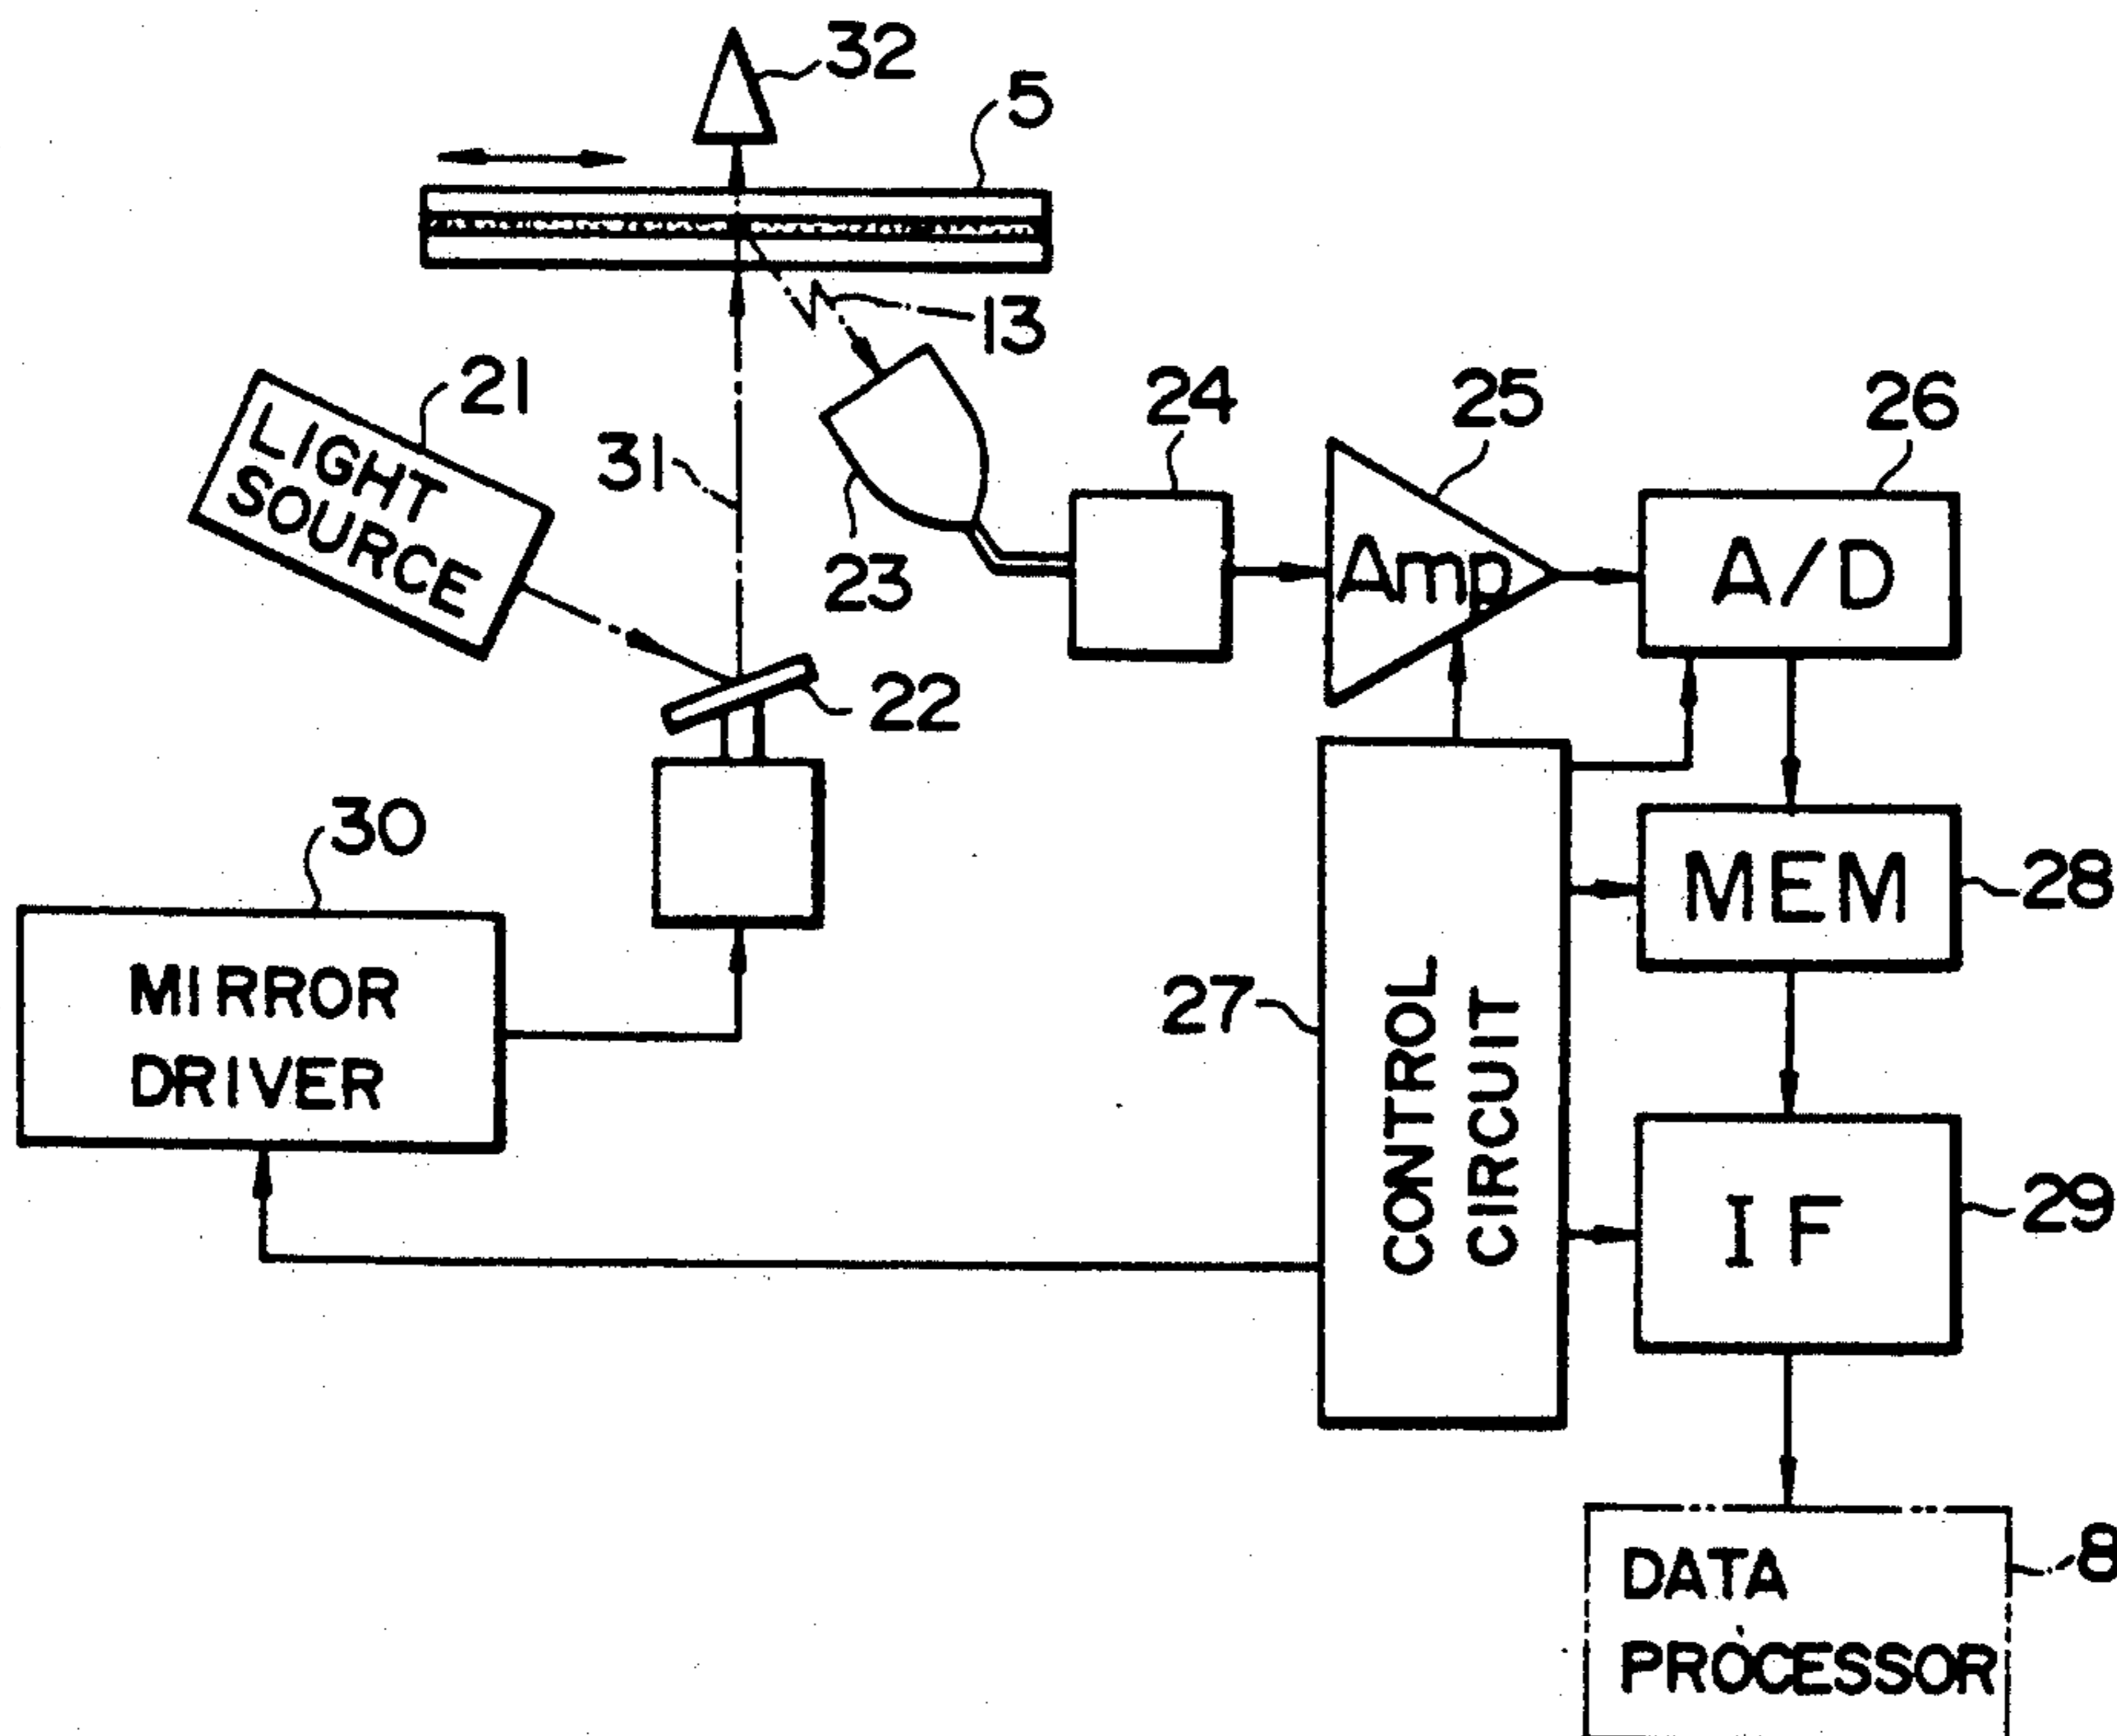 32
5
13
21
LIGHT
SOURCE
31
23
24
25
26
Amp
A/D
22
30
MIRROR
DRIVER
27
CONTROL
CIRCUIT
MEM
28
IF
29
DATA
PROCESSOR
8